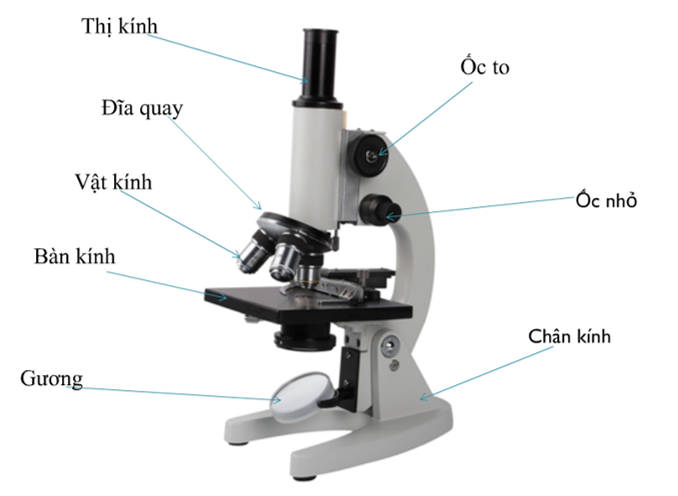 Thị kính
Ốc to
Đĩa quay
Vật kính
Ốc nhỏ
Bàn kính
Chân kính
Gương